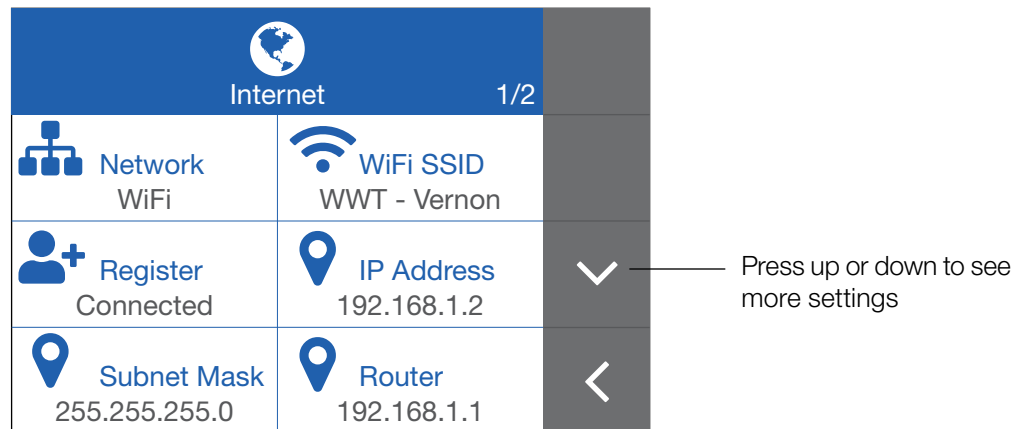 Internet 1/2
Network
WiFi
WiFi SSID
WWT - Vernon
Register
Connected
IP Address
192.168.1.2
Press up or down to see
more settings
Subnet Mask
255.255.255.0
Router
192.168.1.1